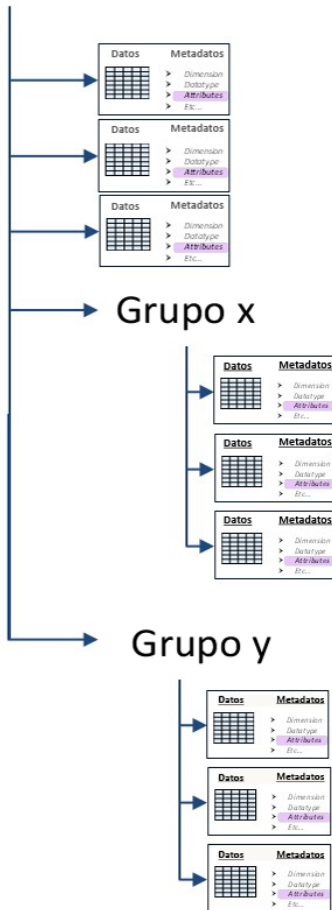 Datos Metadatos
Dimension
Datatype
Attributes
Etc...
Datos Metadatos
Dimension
Datatype
Attributes
Etc...
Datos Metadatos
Dimension
Datatype
Attributes
Etc...
Grupo x
Datos Metadatos
Dimension
Datatype
Attributes
Etc...
Datos Metadatos
Dimension
Datatype
Attributes
Etc...
Datos Metadatos
Dimension
Datatype
Attributes
Etc...
Grupo y
Datos Metadatos
Dimension
Datatype
Attributes
Etc...
Datos Metadatos
Dimension
Datatype
Attributes
Etc...
Datos Metadatos
Dimension
Datatype
Attributes
Etc...